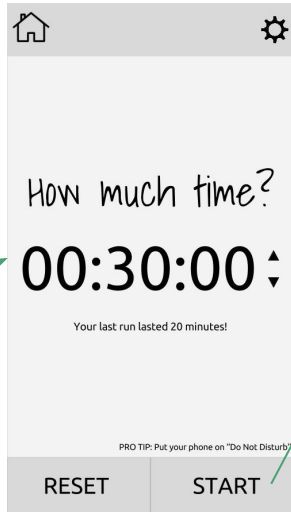 How much time?
00:30:00
Your last run lasted 20 minutes!
PRO TIP: Put your phone on "Do Not Disturb"
RESET START